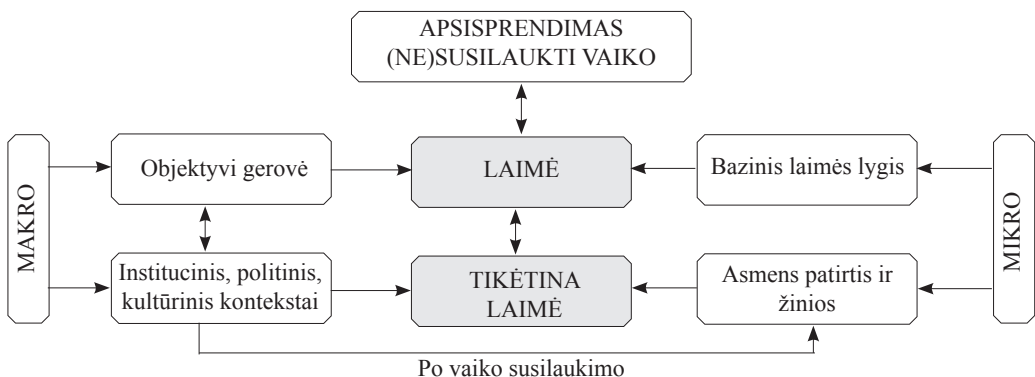 APSISPRENDIMAS
(NE)SUSILAUKTI VAIKO
MAKRO
Objektyvi gerovė
LAIMĖ
Bazinis laimės lygis
MIKRO
Institucinis, politinis,
kultūrinis kontekstai
TIKĖTINA
LAIMĖ
Asmens patirtis ir
žinios
Po vaiko susilaukimo